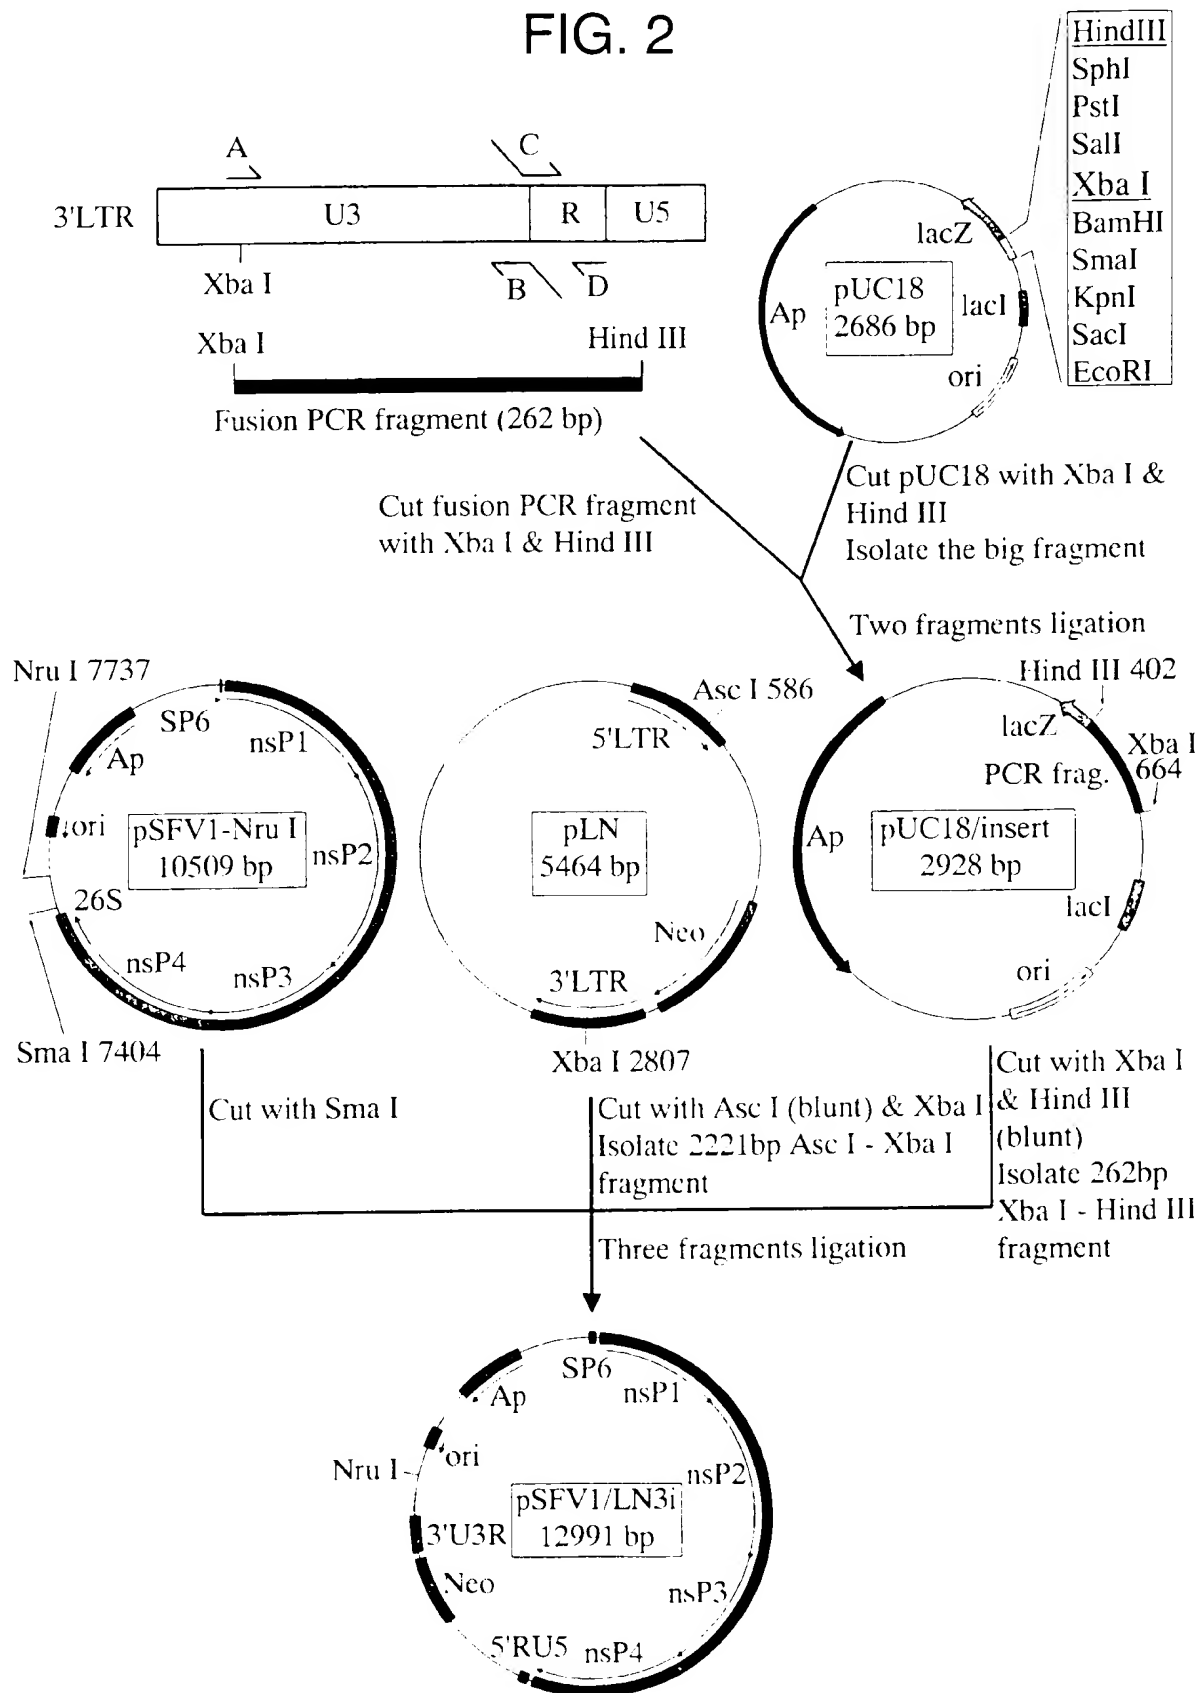 FIG. 2
HindIII
SphI
PstI
SalI
Xba I
BamHI
SmaI
KpnI
SacI
EcoRI
A
C
3'LTR
U3
R
U5
B
D
Xba I
Xba I
Hind III
Fusion PCR fragment (262 bp)
lacZ
pUC18
2686 bp
Ap
lacI
ori
Cut fusion PCR fragment
with Xba I & Hind III
Cut pUC18 with Xba I &
Hind III
Isolate the big fragment
Two fragments ligation
Nru I 7737
SP6
nsP1
Ap
ori
pSFV1-Nru I
10509 bp
nsP2
26S
nsP4
nsP3
Sma I 7404
Asc I 586
5'LTR
pLN
5464 bp
Neo
3'LTR
Xba I 2807
Hind III 402
lacZ
Xba I
664
PCR frag.
Ap
pUC18/insert
2928 bp
lacI
ori
Cut with Sma I
Cut with Asc I (blunt) & Xba I
Isolate 2221bp Asc I - Xba I
fragment
Cut with Xba I
& Hind III
(blunt)
Isolate 262bp
Xba I - Hind III
fragment
Three fragments ligation
SP6
nsP1
Ap
ori
Nru I
nsP2
pSFV1/LN3i
12991 bp
3'U3R
Neo
nsP3
5'RU5
nsP4